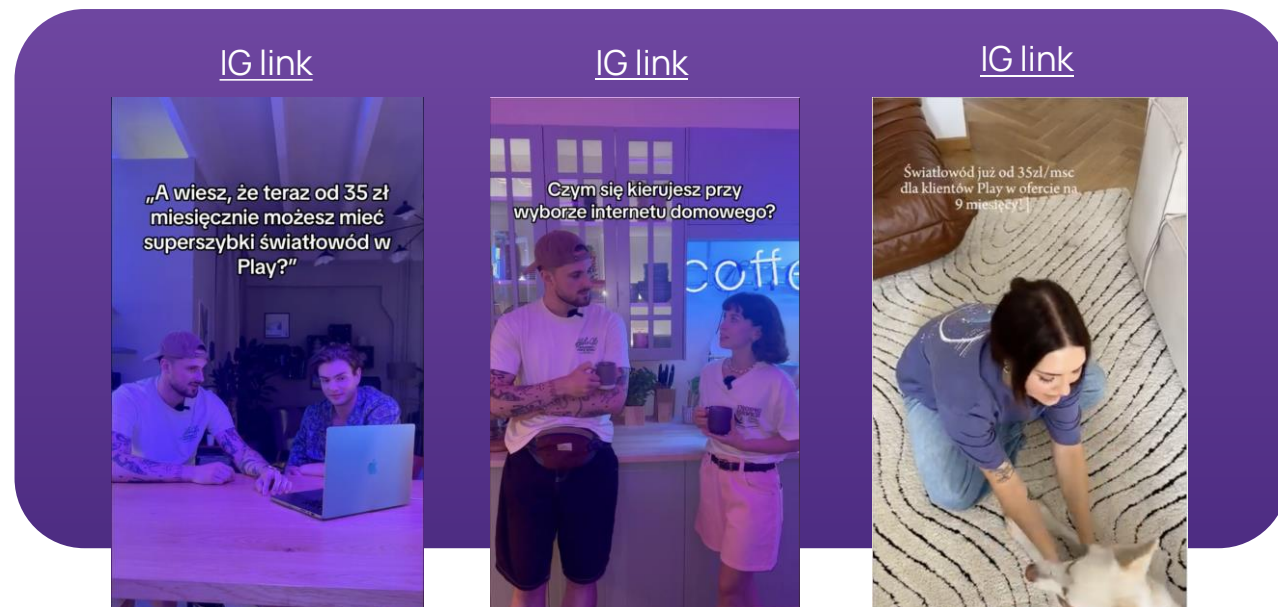 IG link
„A wiesz, że teraz od 35 zł
miesięcznie możesz mieć
superszybki światłowód w
Play?”
IG link
Czym się kierujesz przy
wyborze internetu domowego?
coffe
IG link
Światłowód już od 35zl/msc
dla klientów Play w ofercie na
9 miesięcy!